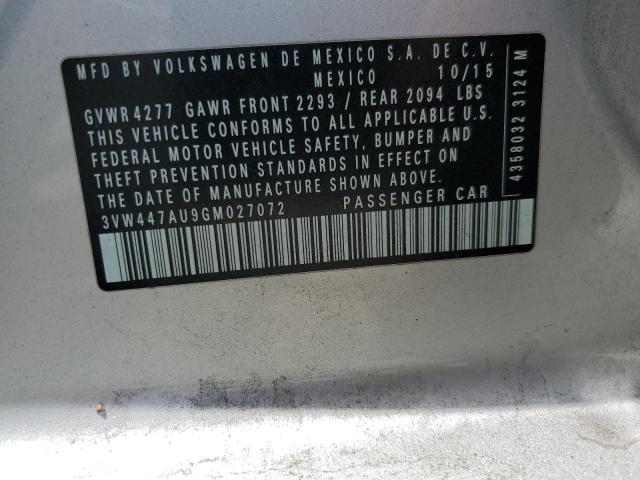 MFD BY VOLKSWAGEN DE MEXICO S.A. DE C.V.
MEXICO 10/15
GVWR 4277 GAWR FRONT 2293 / REAR 2094 LBS
THIS VEHICLE CONFORMS TO ALL APPLICABLE U.S.
FEDERAL MOTOR VEHICLE SAFETY, BUMPER AND
THEFT PREVENTION STANDARDS IN EFFECT ON
THE DATE OF MANUFACTURE SHOWN ABOVE.
3VW447AU9GM027072 PASSENGER CAR
4358032 3124 M